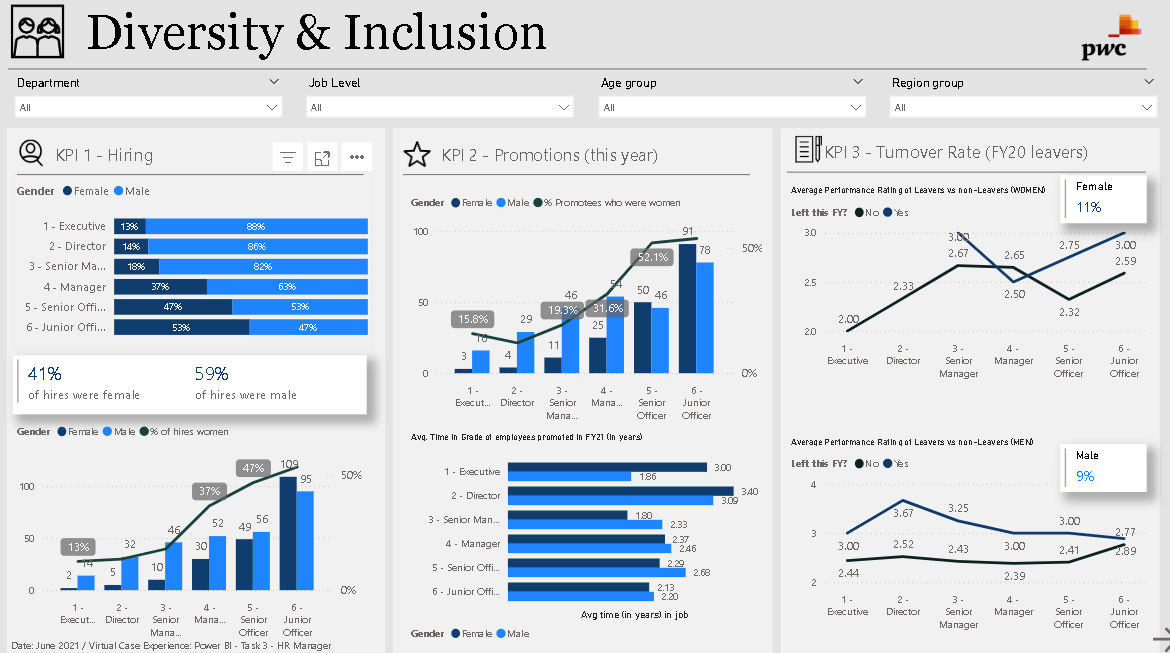 Diversity & Inclusion
pwc
Department
Job Level
Age group
Region group
All
All
All
All
KPI 1 - Hiring
Gender Female Male
1 - Executive 13% 88%
2 - Director 14% 86%
3 - Senior Ma... 18% 82%
4 - Manager 37% 63%
5 - Senior Offi... 47% 53%
6 - Junior Offi... 53% 47%
41% 59%
of hires were female of hires were male
Gender Female Male % of hires women
100
50
0
50%
0%
13% 37% 47%
2 14 5 32 10 46 30 52 49 56 109 95
1 - Execut...
2 - Director
3 - Senior Mana...
4 - Mana...
5 - Senior Officer
6 - Junior Officer
Date: June 2021 / Virtual Case Experience: Power BI - Task 3 - HR Manager
KPI 2 - Promotions (this year)
Gender Female Male % Promotees who were women
100
50
0
50%
0%
15.8% 19.3% 31.6% 52.1%
3 16 4 29 11 46 25 54 50 46 91 78
1 - Execut...
2 - Director
3 - Senior Mana...
4 - Mana...
5 - Senior Officer
6 - Junior Officer
Avg. Time in Grade of employees promoted in FY21 (in years)
1 - Executive 3.00 1.86
2 - Director 3.40 3.09
3 - Senior Man... 1.80 2.33
4 - Manager 2.37 2.46
5 - Senior Offi... 2.29 2.68
6 - Junior Offi... 2.13 2.20
Avg time (in years) in job
Gender Female Male
KPI 3 - Turnover Rate (FY20 leavers)
Average Performance Rating of Leavers vs non-Leavers (WOMEN)
Female
11%
Left this FY? No Yes
3.0
2.5
2.0
2.00 2.33 3.00 2.67 2.65 2.50 2.75 2.32 3.00 2.59
1 - Executive
2 - Director
3 - Senior Manager
4 - Manager
5 - Senior Officer
6 - Junior Officer
Average Performance Rating of Leavers vs non-Leavers (MEN)
Male
9%
Left this FY? No Yes
4
3
2
3.00 2.44 3.67 2.52 3.25 2.43 3.00 2.39 3.00 2.41 2.77 2.89
1 - Executive
2 - Director
3 - Senior Manager
4 - Manager
5 - Senior Officer
6 - Junior Officer